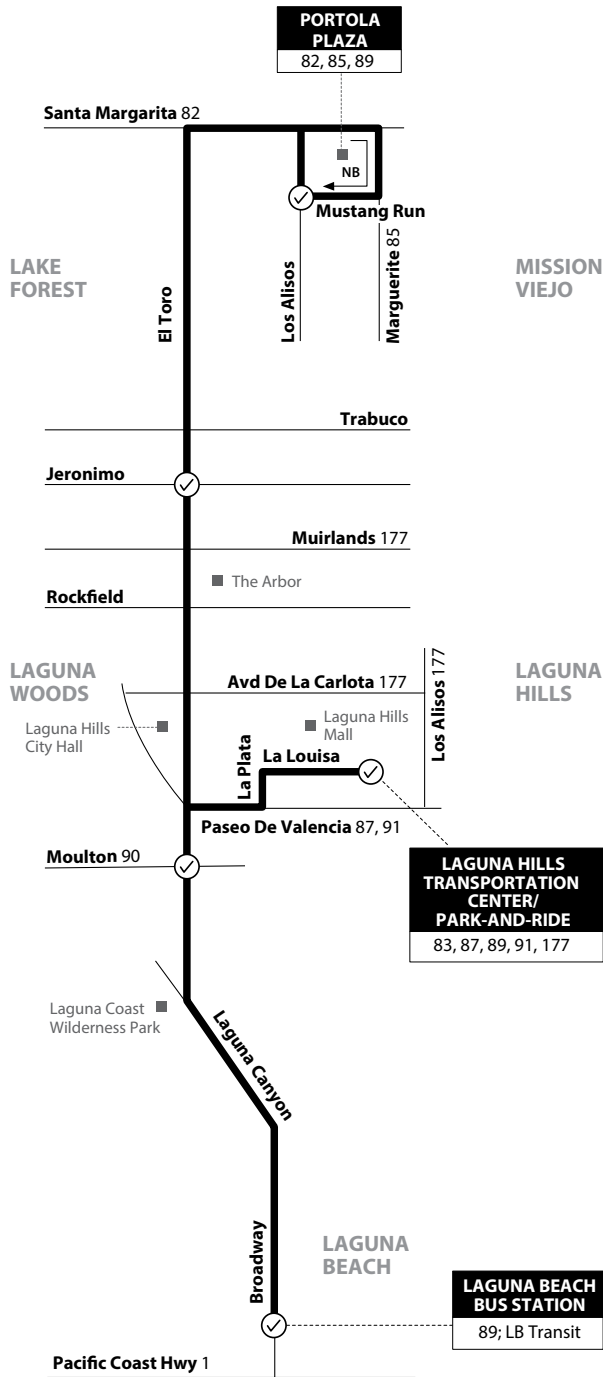 PORTOLA
PLAZA
82, 85, 89
Santa Margarita 82
NB
Mustang Run
LAKE
FOREST
El Toro
Los Alisos
Marguerite 85
MISSION
VIEJO
Trabuco
Jeronimo
Muirlands 177
The Arbor
Rockfield
LAGUNA
WOODS
Avd De La Carlota 177
Los Alisos 177
LAGUNA
HILLS
Laguna Hills
City Hall
Laguna Hills
Mall
La Plata
La Louisa
Paseo De Valencia 87, 91
Moulton 90
LAGUNA HILLS
TRANSPORTATION
CENTER/
PARK-AND-RIDE
83, 87, 89, 91, 177
Laguna Coast
Wilderness Park
Laguna Canyon
Broadway
LAGUNA
BEACH
LAGUNA BEACH
BUS STATION
89; LB Transit
Pacific Coast Hwy 1